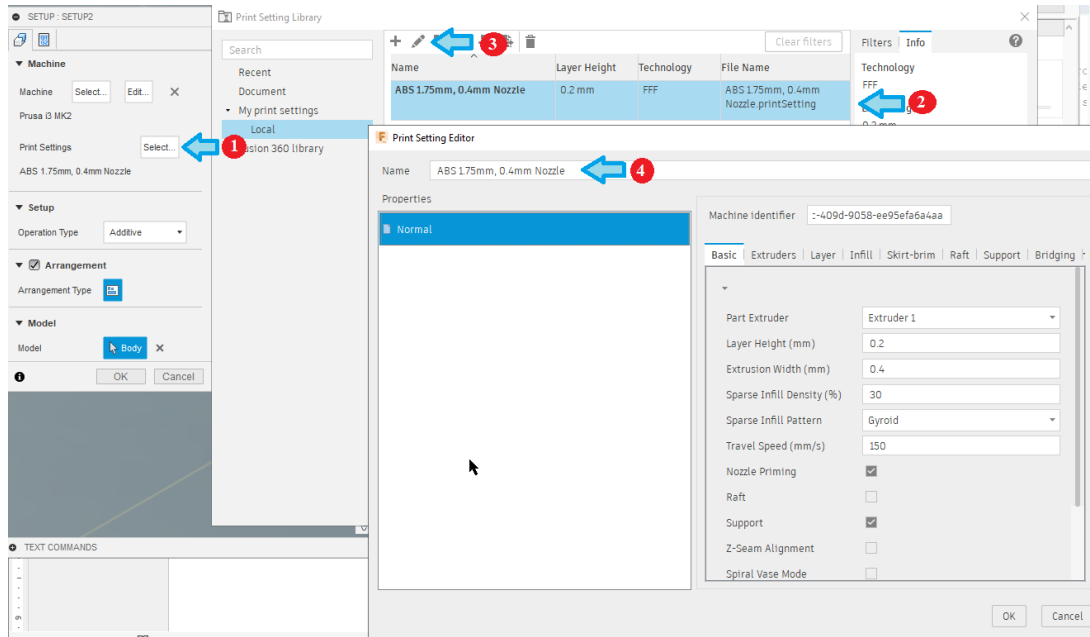 SETUP : SETUP2
Machine
Machine Select... Edit...
Prusa i3 MK2
Print Settings Select...
1
ABS 1.75mm, 0.4mm Nozzle
Setup
Operation Type Additive
Arrangement
Arrangement Type
Model
Model Body
OK Cancel
TEXT COMMANDS
Print Setting Library
Search
Recent
Document
My print settings
Local
360 library
3
Clear filters
Name Layer Height Technology File Name
ABS 1.75mm, 0.4mm Nozzle 0.2 mm FFF ABS 1.75mm, 0.4mm
Nozzle.printSetting
2
Filters Info
Technology
FFF
Print Setting Editor
Name ABS 1.75mm, 0.4mm Nozzle
4
Properties
Normal
Machine identifier :-409d-9058-ee95efa6a4aa
Basic Extruders Layer Infill Skirt-brim Raft Support Bridging
Part Extruder Extruder 1
Layer Height (mm) 0.2
Extrusion Width (mm) 0.4
Sparse Infill Density (%) 30
Sparse Infill Pattern Gyroid
Travel Speed (mm/s) 150
Nozzle Priming
Raft
Support
Z-Seam Alignment
Spiral Vase Mode
OK Cancel